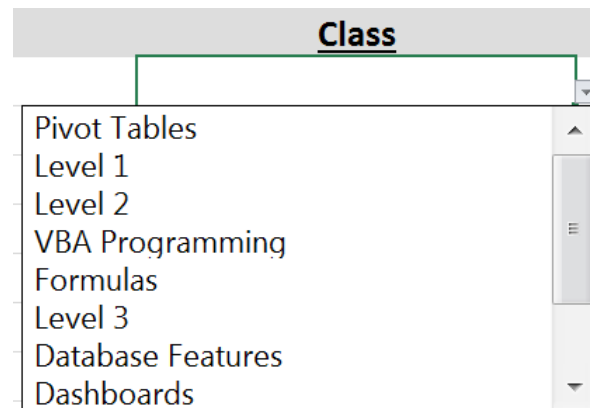 Class
Pivot Tables
Level 1
Level 2
VBA Programming
Formulas
Level 3
Database Features
Dashboards